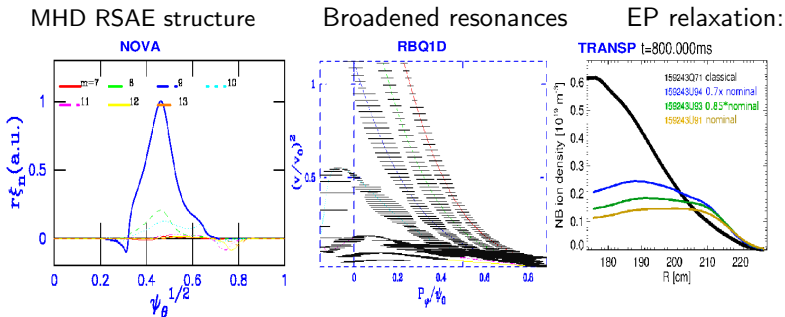 MHD RSAE structure
NOVA
m=7 8 9 10
11 12 13
1
0.5
0
rξn(a.u.)
0 0.2 0.4 0.6 0.8 1
ψθ^1/2
Broadened resonances
RBQ1D
(v/v0)^2
0.5
0 0.2 0.4 0.6
Pφ/ψ0
EP relaxation:
TRANSP t=800.000ms
159243Q71 classical
159243U94 0.7x nominal
159243U93 0.85*nominal
159243U91 nominal
NB ion density [10^19 m^-3]
0.6
0.5
0.4
0.3
0.2
0.1
0.0
180 190 200 210 220
R [cm]